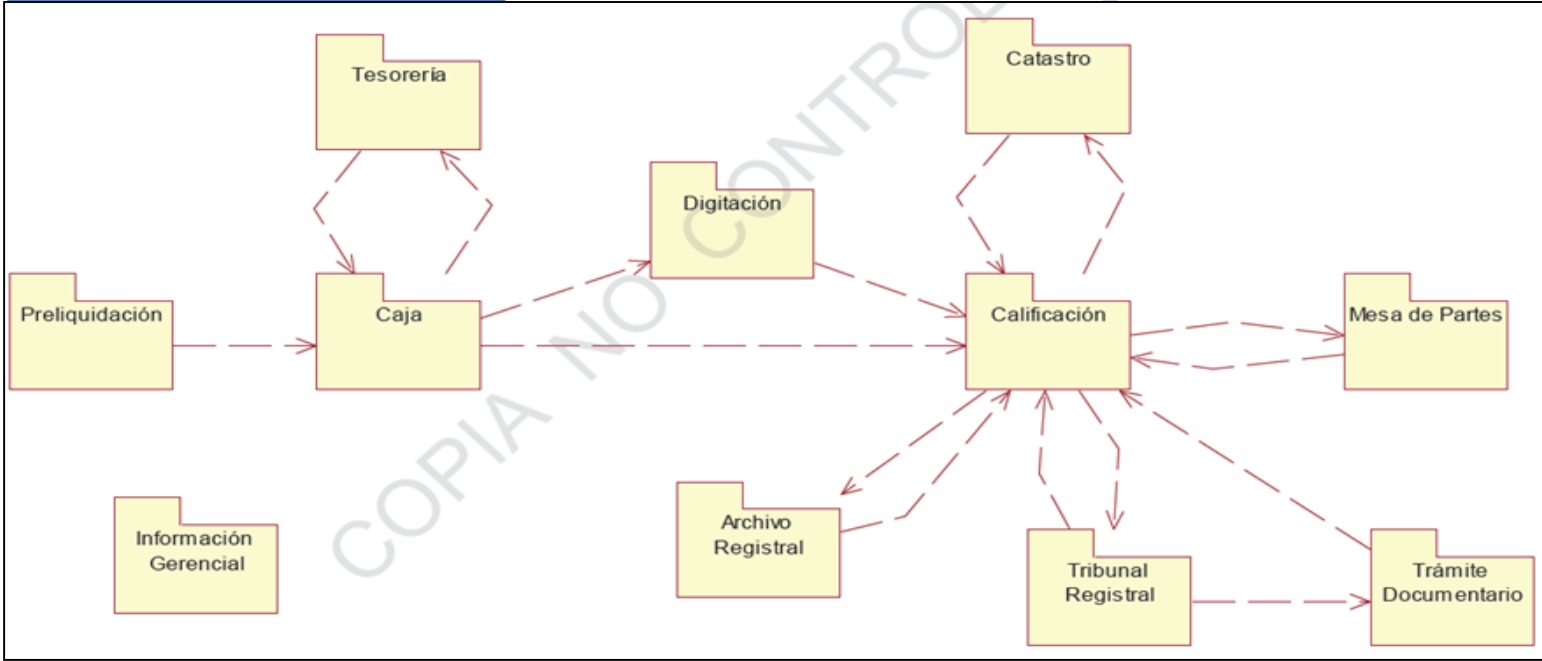 Tesorería
Catastro
Digitación
Preliquidación
Caja
Calificación
Mesa de Partes
Información
Gerencial
Archivo
Registral
Tribunal
Registral
Trámite
Documentario
COPIA NO CONTROL